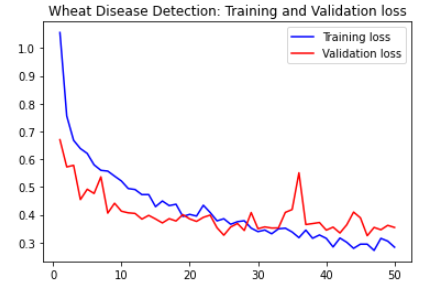 Wheat Disease Detection: Training and Validation loss
Training loss
Validation loss
1.0
0.9
0.8
0.7
0.6
0.5
0.4
0.3
0 10 20 30 40 50